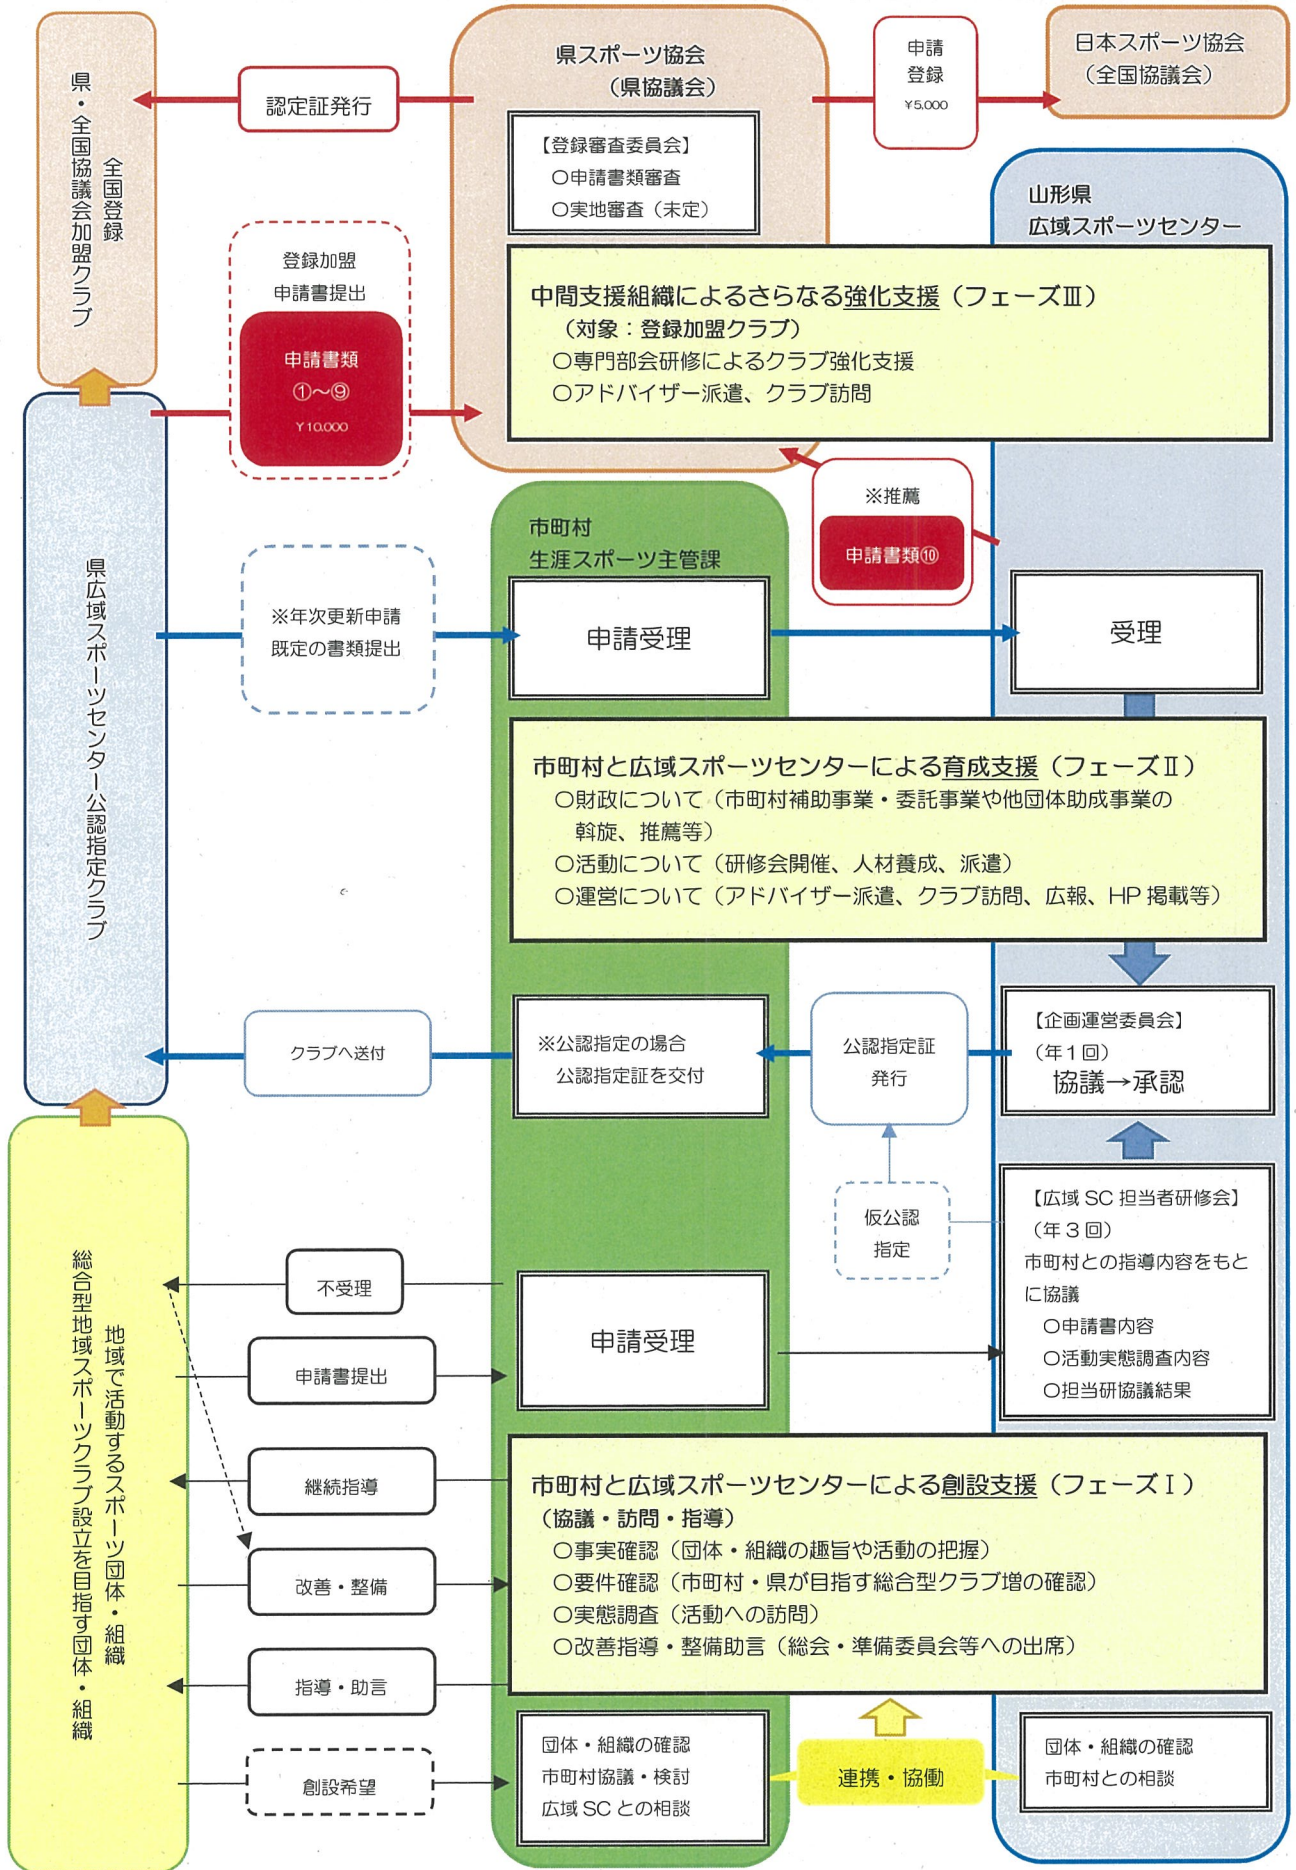 全国登録
県・全国協議会加盟クラブ
認定証発行
県スポーツ協会
（県協議会）
申請
登録
¥5,000
日本スポーツ協会
（全国協議会）
【登録審査委員会】
○申請書類審査
○実地審査（未定）
山形県
広域スポーツセンター
登録加盟
申請書提出
申請書類
①～⑨
¥10,000
中間支援組織によるさらなる強化支援（フェーズⅢ）
（対象：登録加盟クラブ）
○専門部会研修によるクラブ強化支援
○アドバイザー派遣、クラブ訪問
※推薦
申請書類⑩
県広域スポーツセンター公認指定クラブ
市町村
生涯スポーツ主管課
※年次更新申請
既定の書類提出
申請受理
受理
市町村と広域スポーツセンターによる育成支援（フェーズⅡ）
○財政について（市町村補助事業・委託事業や他団体助成事業の
斡旋、推薦等）
○活動について（研修会開催、人材養成、派遣）
○運営について（アドバイザー派遣、クラブ訪問、広報、HP 掲載等）
クラブへ送付
※公認指定の場合
公認指定証を交付
公認指定証
発行
【企画運営委員会】
（年１回）
協議→承認
仮公認
指定
【広域 SC 担当者研修会】
（年３回）
市町村との指導内容をもと
に協議
○申請書内容
○活動実態調査内容
○担当研協議結果
地域で活動するスポーツ団体・組織
総合型地域スポーツクラブ設立を目指す団体・組織
不受理
申請書提出
申請受理
継続指導
改善・整備
指導・助言
創設希望
市町村と広域スポーツセンターによる創設支援（フェーズⅠ）
（協議・訪問・指導）
○事実確認（団体・組織の趣旨や活動の把握）
○要件確認（市町村・県が目指す総合型クラブ増の確認）
○実態調査（活動への訪問）
○改善指導・整備助言（総会・準備委員会等への出席）
団体・組織の確認
市町村協議・検討
広域 SC との相談
連携・協働
団体・組織の確認
市町村との相談